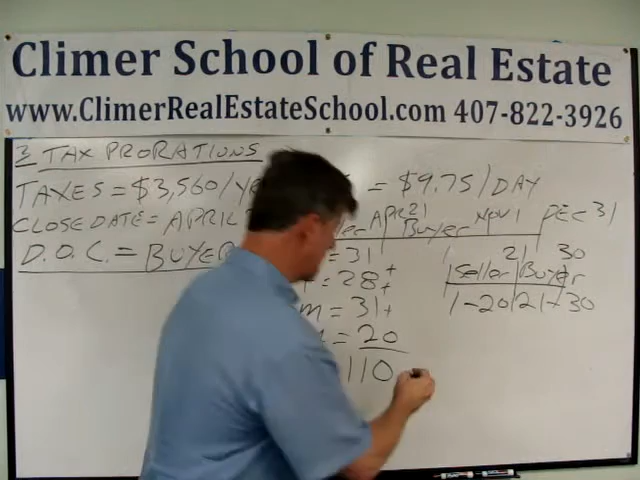 Climer School of Real Estate
www.ClimerRealEstateSchool.com 407-822-3926
3 TAX PRORATIONS
TAXES = $3,560/YE = $9.75/DAY
CLOSE DATE = APRIL
APR 21 NOV 1 DEC 31
Buyer
D.O.C. = BUYER
= 31
= 28 +
m = 31 +
= 20
110
1 21 30
Seller Buyer
1-20 21-30